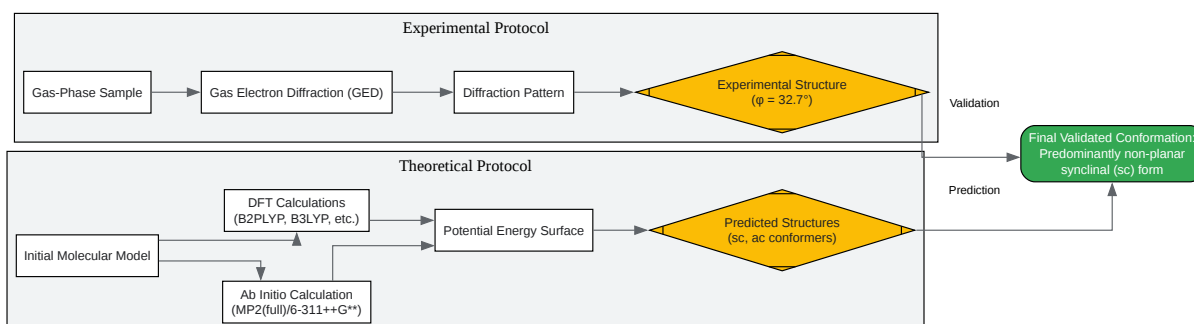 Experimental Protocol
Gas-Phase Sample
Gas Electron Diffraction (GED)
Diffraction Pattern
Experimental Structure
(φ = 32.7°)
Validation
Final Validated Conformation:
Predominantly non-planar
synclinal (sc) form
Theoretical Protocol
Prediction
DFT Calculations
(B2PLYP, B3LYP, etc.)
Initial Molecular Model
Potential Energy Surface
Predicted Structures
(sc, ac conformers)
Ab Initio Calculation
(MP2(full)/6-311++G**)